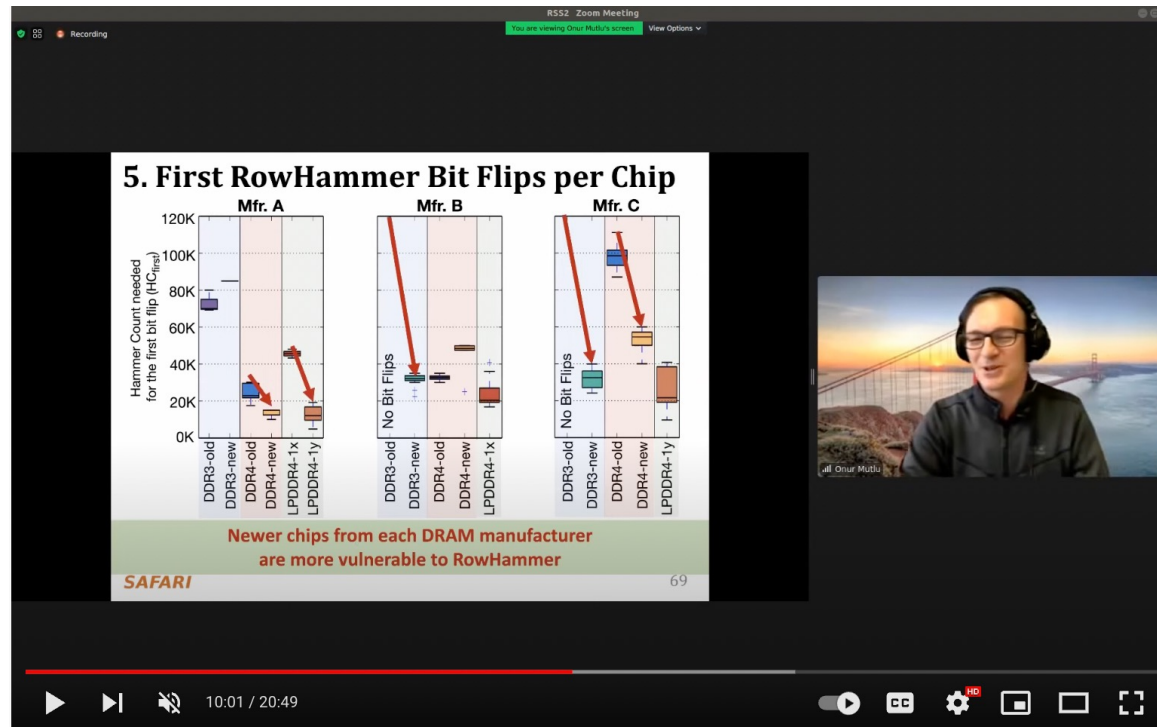 RSS2 Zoom Meeting
Recording
You are viewing Onur Mutlu's screen
View Options
5. First RowHammer Bit Flips per Chip
Mfr. A
Mfr. B
Mfr. C
Hammer Count needed
for the first bit flip (HCfirst)
120K
100K
80K
60K
40K
20K
0K
No Bit Flips
No Bit Flips
DDR3-old
DDR3-new
DDR4-old
DDR4-new
LPDDR4-1x
LPDDR4-1y
DDR3-old
DDR3-new
DDR4-old
DDR4-new
LPDDR4-1x
DDR3-old
DDR3-new
DDR4-old
DDR4-new
LPDDR4-1y
Newer chips from each DRAM manufacturer
are more vulnerable to RowHammer
SAFARI
69
Onur Mutlu
10:01 / 20:49
CC
HD